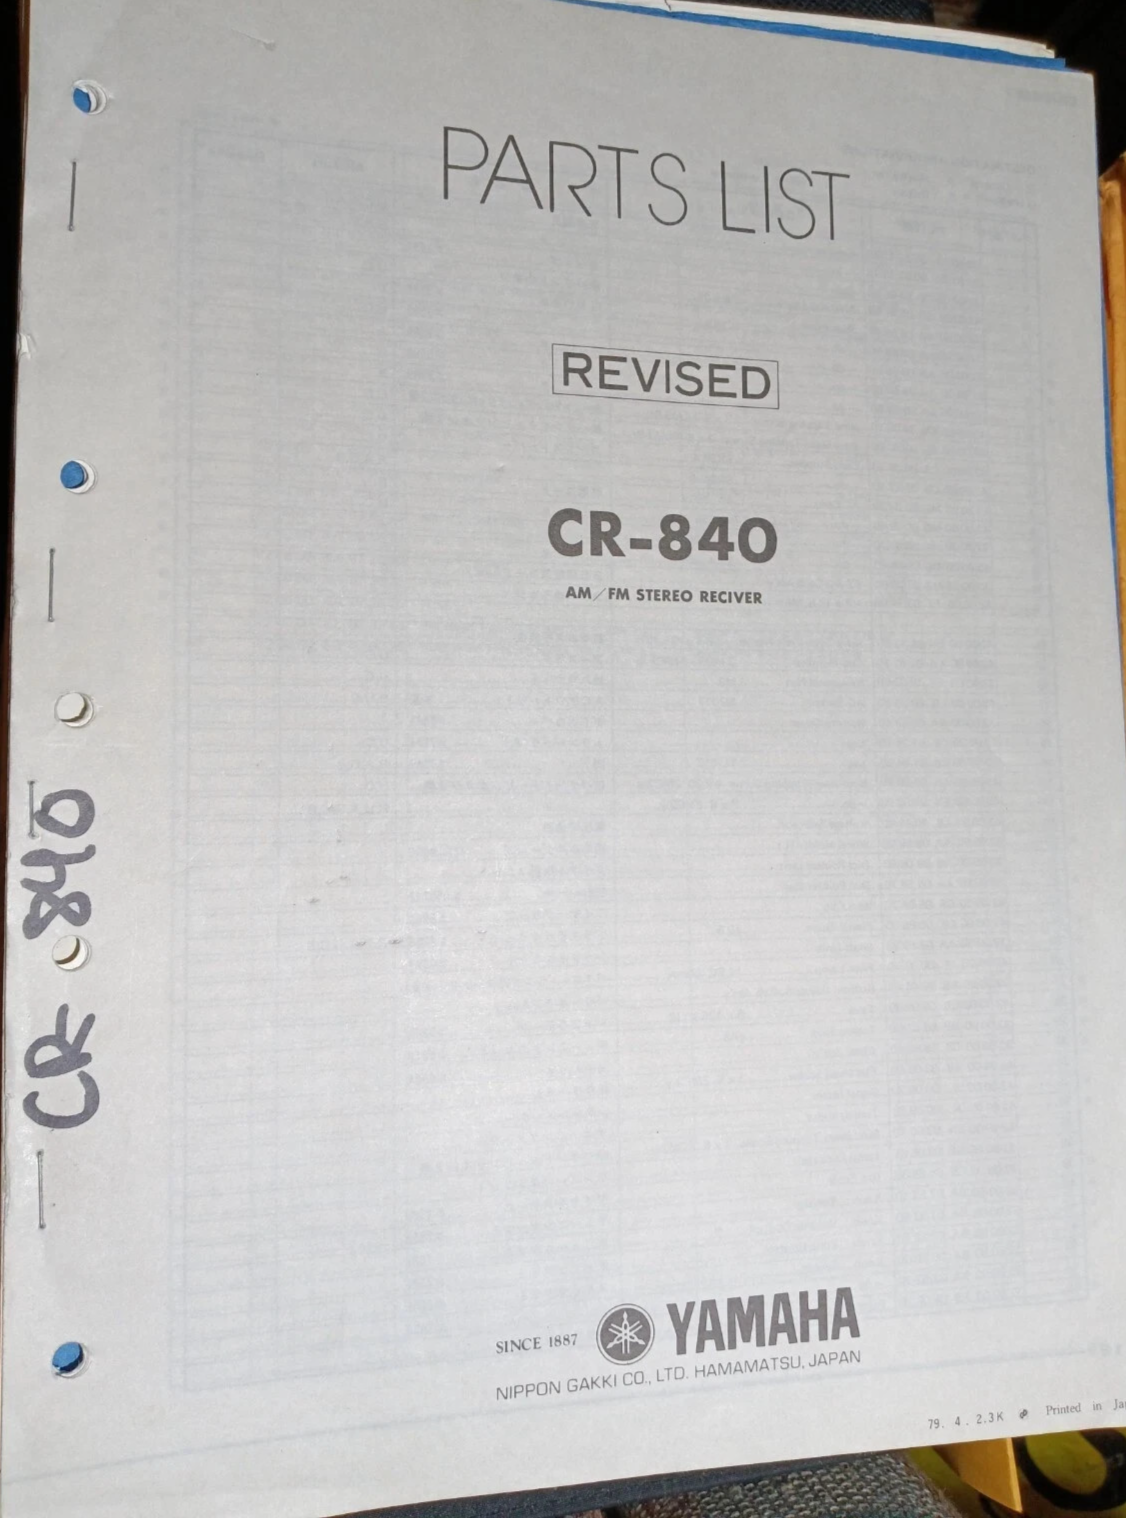 PARTS LIST
REVISED
CR-840
AM/FM STEREO RECIVER
CR-840
SINCE 1887 YAMAHA
NIPPON GAKKI CO., LTD. HAMAMATSU, JAPAN
79. 4. 2.3K Printed in